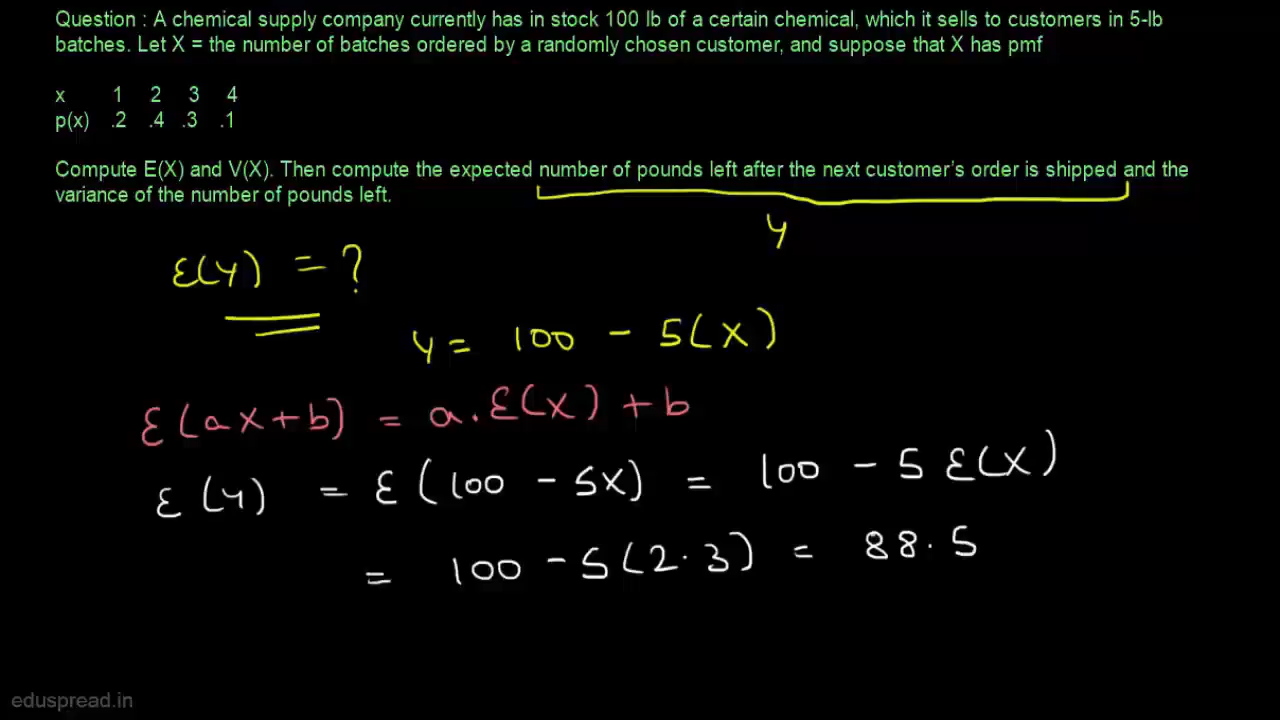 Question : A chemical supply company currently has in stock 100 lb of a certain chemical, which it sells to customers in 5-lb
batches. Let X = the number of batches ordered by a randomly chosen customer, and suppose that X has pmf
x 1 2 3 4
p(x) .2 .4 .3 .1
Compute E(X) and V(X). Then compute the expected number of pounds left after the next customer's order is shipped and the
variance of the number of pounds left.
y
E(y) = ?
y = 100 - 5(X)
E(ax+b) = a.E(X) + b
E(y) = E(100 - 5X) = 100 - 5 E(X)
= 100 - 5(2.3) = 88.5
eduspread.in